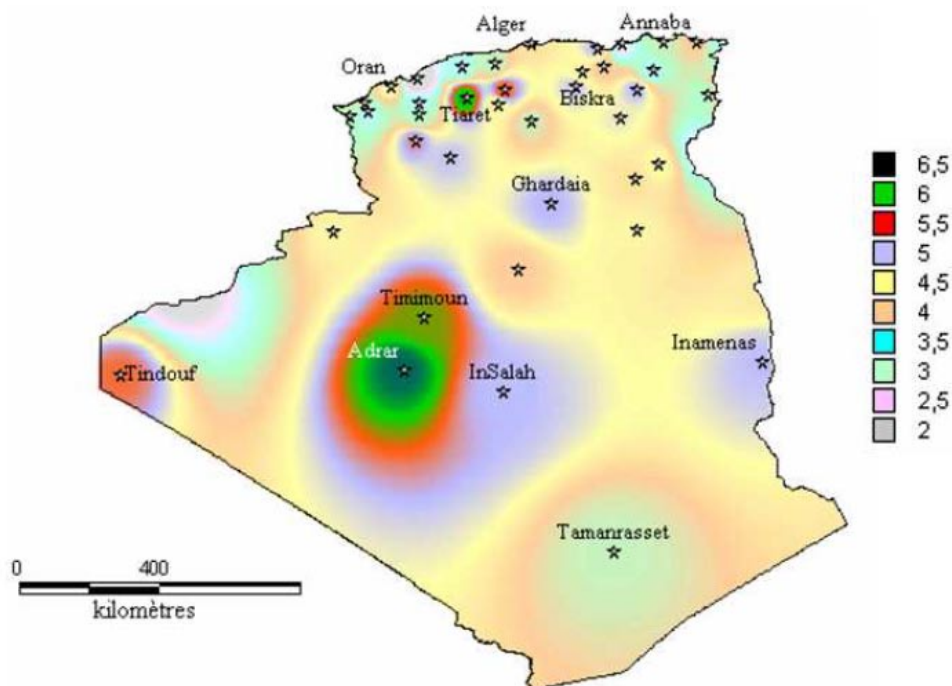 Alger
Annaba
Oran
Tiaret
Biskra
Ghardaia
Timimoun
Adrar
Tindouf
InSalah
Inamenas
Tamanrasset
6,5
6
5,5
5
4,5
4
3,5
3
2,5
2
0 400
kilomètres